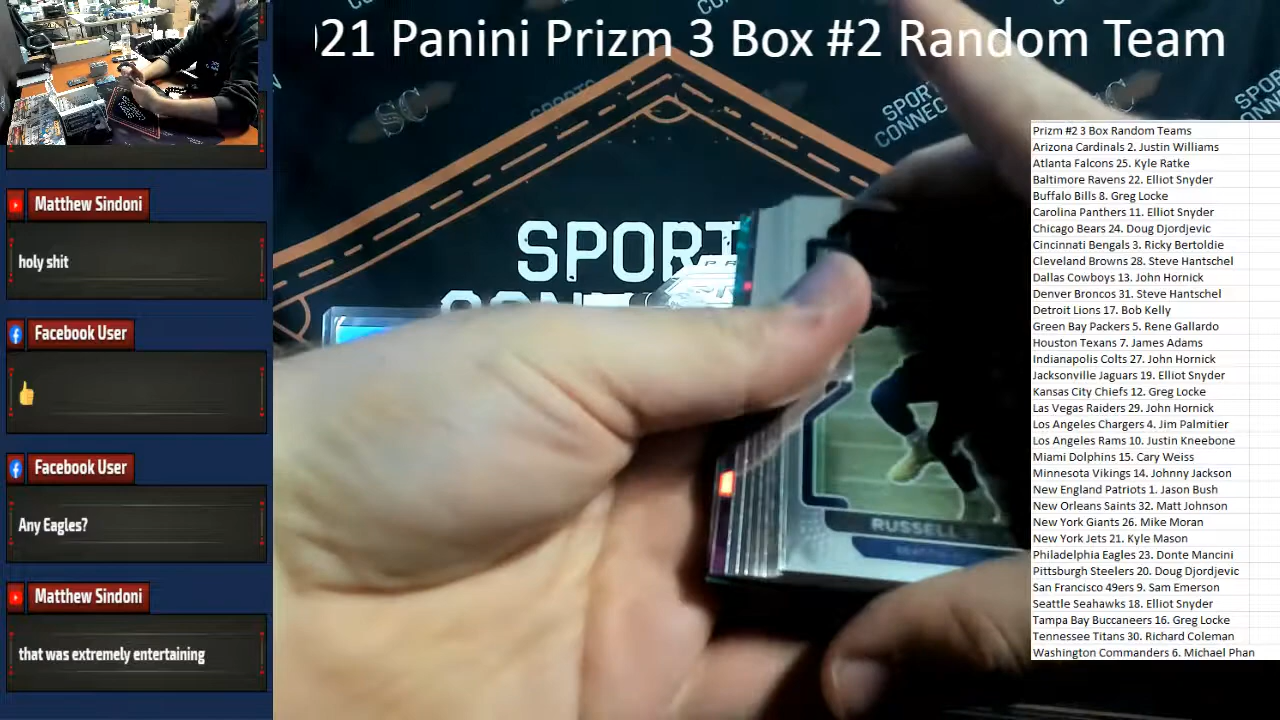 21 Panini Prizm 3 Box #2 Random Team
Matthew Sindoni
holy shit
Facebook User
Facebook User
Any Eagles?
Matthew Sindoni
that was extremely entertaining
SC
SPORT
CONNEC
SPORT
RUSSELL
Prizm #2 3 Box Random Teams
Arizona Cardinals 2. Justin Williams
Atlanta Falcons 25. Kyle Ratke
Baltimore Ravens 22. Elliot Snyder
Buffalo Bills 8. Greg Locke
Carolina Panthers 11. Elliot Snyder
Chicago Bears 24. Doug Djordjevic
Cincinnati Bengals 3. Ricky Bertoldie
Cleveland Browns 28. Steve Hantschel
Dallas Cowboys 13. John Hornick
Denver Broncos 31. Steve Hantschel
Detroit Lions 17. Bob Kelly
Green Bay Packers 5. Rene Gallardo
Houston Texans 7. James Adams
Indianapolis Colts 27. John Hornick
Jacksonville Jaguars 19. Elliot Snyder
Kansas City Chiefs 12. Greg Locke
Las Vegas Raiders 29. John Hornick
Los Angeles Chargers 4. Jim Palmitier
Los Angeles Rams 10. Justin Kneebone
Miami Dolphins 15. Cary Weiss
Minnesota Vikings 14. Johnny Jackson
New England Patriots 1. Jason Bush
New Orleans Saints 32. Matt Johnson
New York Giants 26. Mike Moran
New York Jets 21. Kyle Mason
Philadelphia Eagles 23. Donte Mancini
Pittsburgh Steelers 20. Doug Djordjevic
San Francisco 49ers 9. Sam Emerson
Seattle Seahawks 18. Elliot Snyder
Tampa Bay Buccaneers 16. Greg Locke
Tennessee Titans 30. Richard Coleman
Washington Commanders 6. Michael Phan